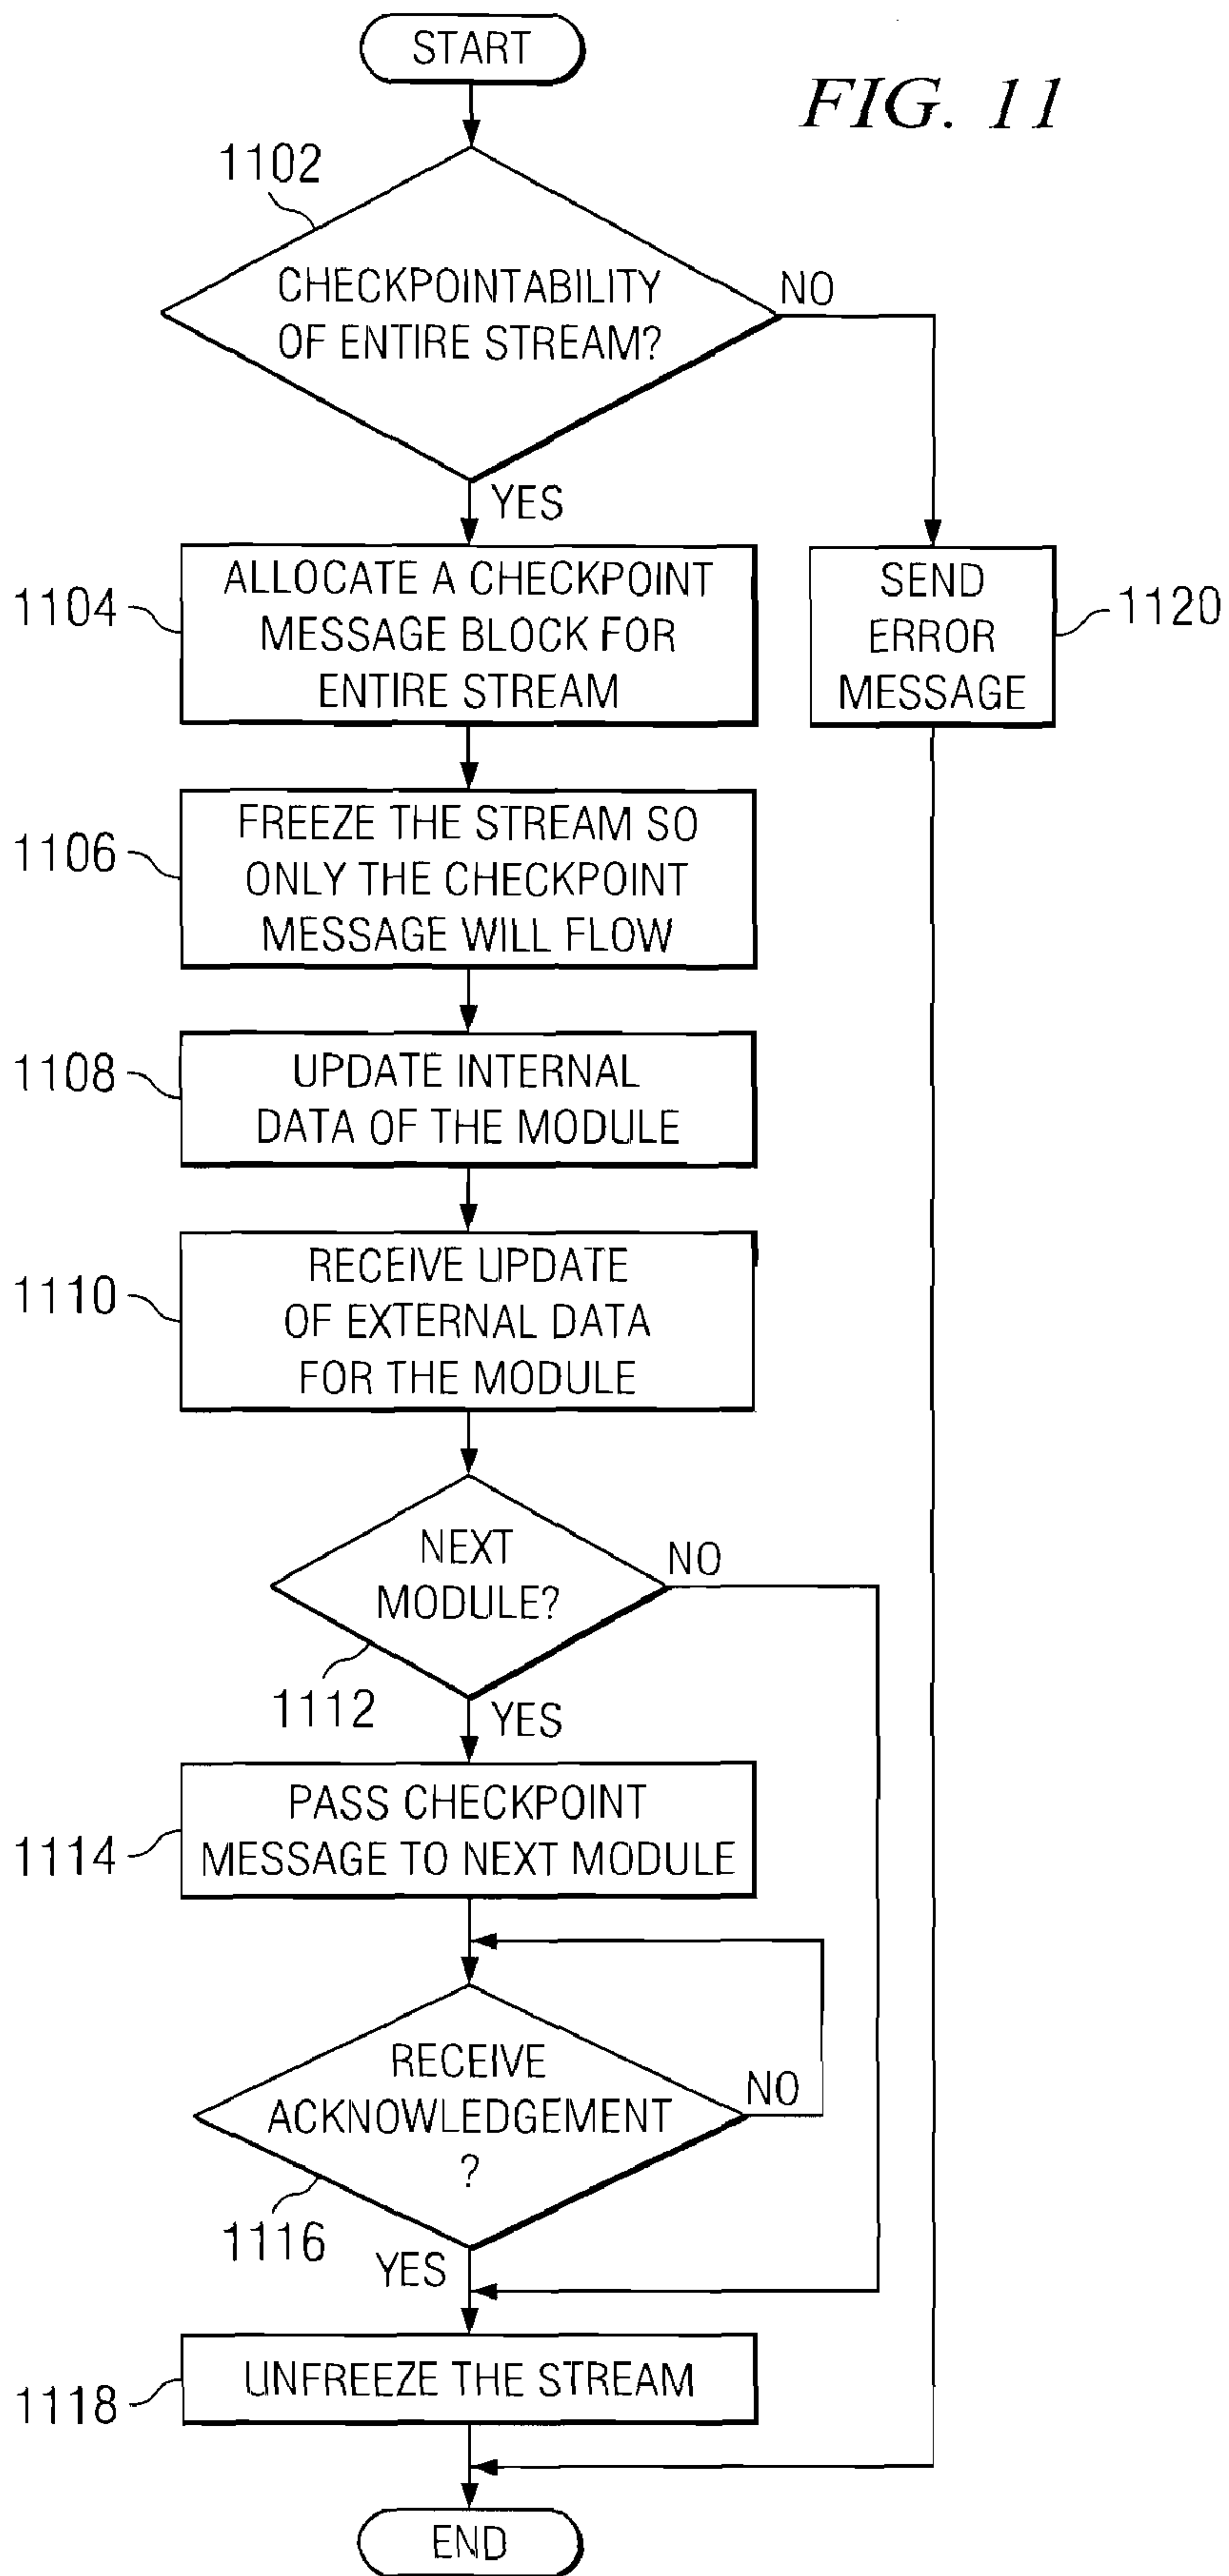 START
FIG. 11
1102
CHECKPOINTABILITY
OF ENTIRE STREAM?
NO
YES
1104
ALLOCATE A CHECKPOINT
MESSAGE BLOCK FOR
ENTIRE STREAM
SEND
ERROR
MESSAGE
1120
1106
FREEZE THE STREAM SO
ONLY THE CHECKPOINT
MESSAGE WILL FLOW
1108
UPDATE INTERNAL
DATA OF THE MODULE
1110
RECEIVE UPDATE
OF EXTERNAL DATA
FOR THE MODULE
NEXT
MODULE?
NO
1112
YES
1114
PASS CHECKPOINT
MESSAGE TO NEXT MODULE
RECEIVE
ACKNOWLEDGEMENT
?
NO
1116
YES
1118
UNFREEZE THE STREAM
END